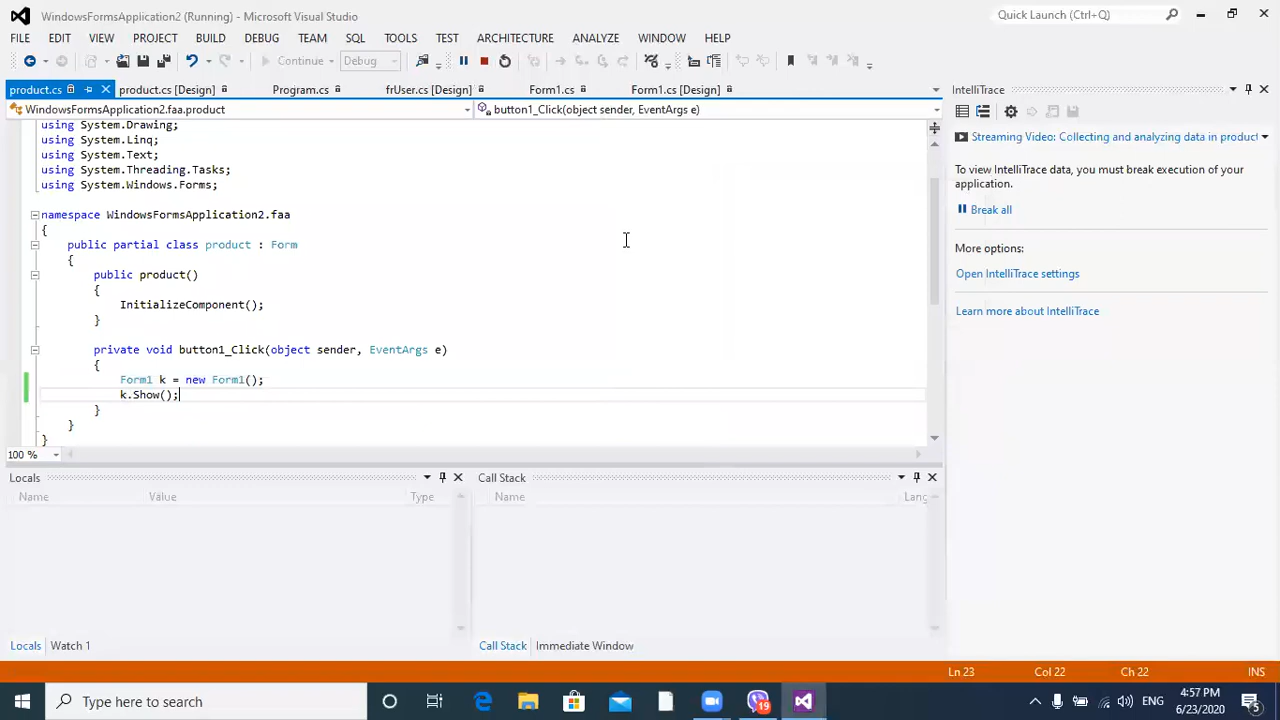 WindowsFormsApplication2 (Running) - Microsoft Visual Studio
Quick Launch (Ctrl+Q)
FILE EDIT VIEW PROJECT BUILD DEBUG TEAM SQL TOOLS TEST ARCHITECTURE ANALYZE WINDOW HELP
Continue Debug
product.cs product.cs [Design] Program.cs frUser.cs [Design] Form1.cs Form1.cs [Design]
WindowsFormsApplication2.faa.product button1_Click(object sender, EventArgs e)
using System.Drawing;
using System.Linq;
using System.Text;
using System.Threading.Tasks;
using System.Windows.Forms;
namespace WindowsFormsApplication2.faa
{
public partial class product : Form
{
public product()
{
InitializeComponent();
}
private void button1_Click(object sender, EventArgs e)
{
Form1 k = new Form1();
k.Show();
}
}
}
100 %
IntelliTrace
Streaming Video: Collecting and analyzing data in product
To view IntelliTrace data, you must break execution of your
application.
Break all
More options:
Open IntelliTrace settings
Learn more about IntelliTrace
Locals
Name Value Type
Call Stack
Name Lang
Locals Watch 1
Call Stack Immediate Window
Ln 23 Col 22 Ch 22 INS
Type here to search
19
ENG
4:57 PM
6/23/2020
5